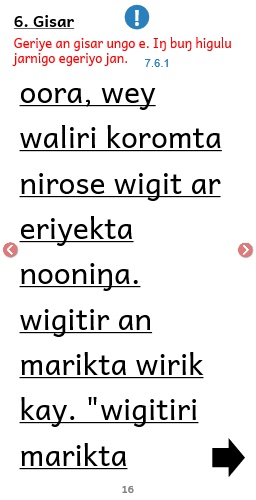 6. Gisar
!
Geriye an gisar ungo e. Iŋ buŋ higulu
jarnigo egeriyo jan.
7.6.1
oora, wey
waliri koromta
nirose wigit ar
eriyekta
nooniŋa.
wigitir an
marikta wirik
kay. "wigitiri
marikta
16